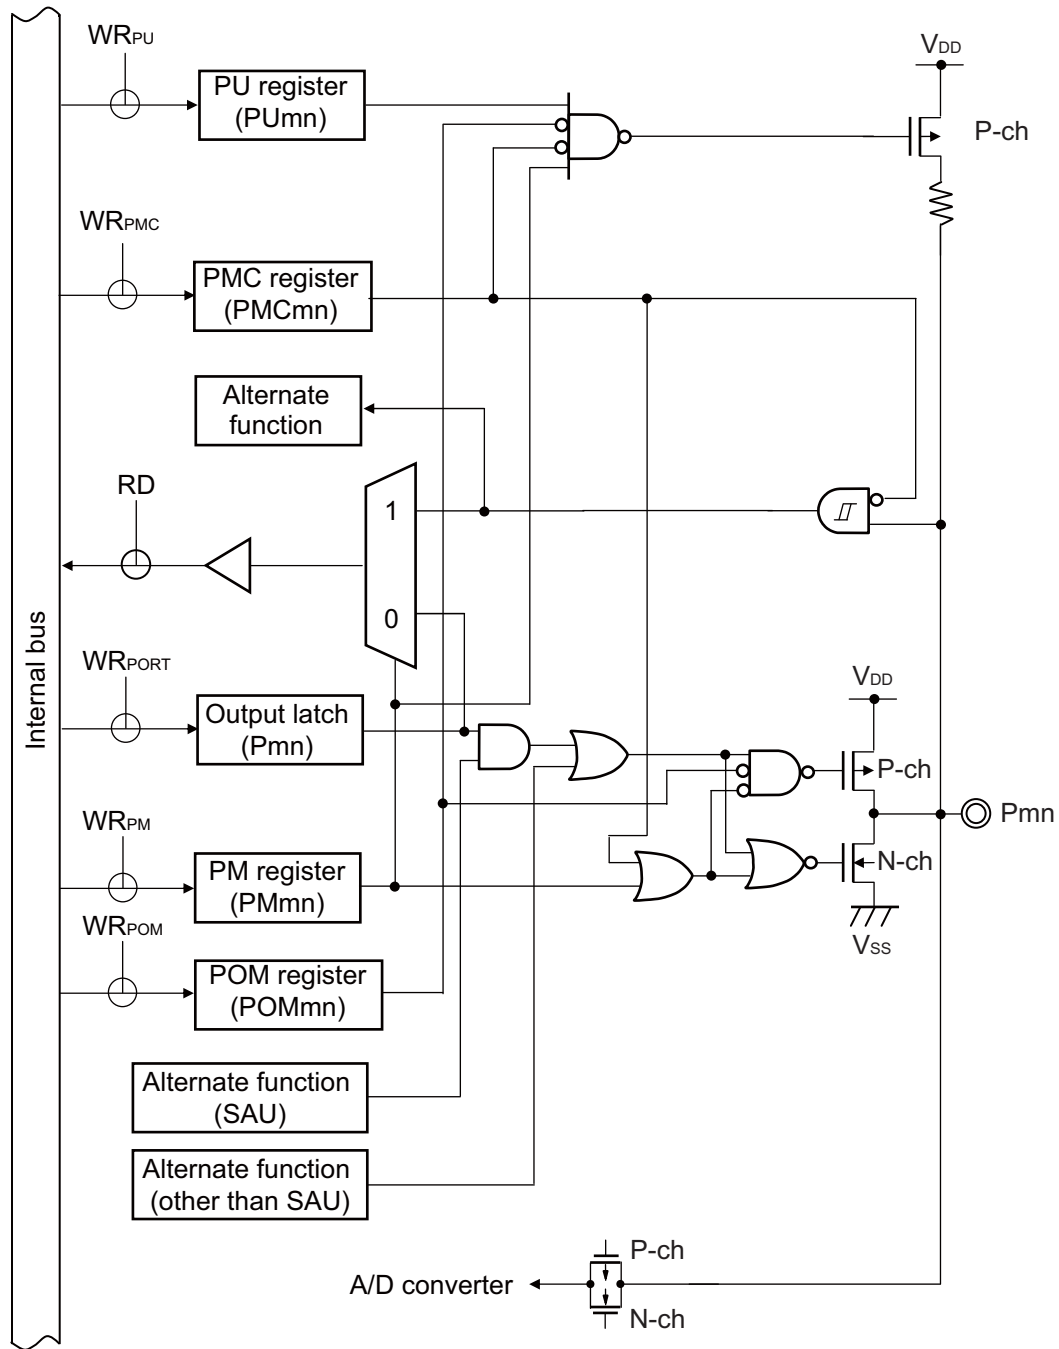 WRPU
PU register
(PUmn)
VDD
P-ch
WRPMC
PMC register
(PMCmn)
Alternate
function
RD
1
0
Internal bus
WRPORT
Output latch
(Pmn)
VDD
P-ch
Pmn
N-ch
VSS
WRPM
PM register
(PMmn)
WRPOM
POM register
(POMmn)
Alternate function
(SAU)
Alternate function
(other than SAU)
P-ch
A/D converter
N-ch